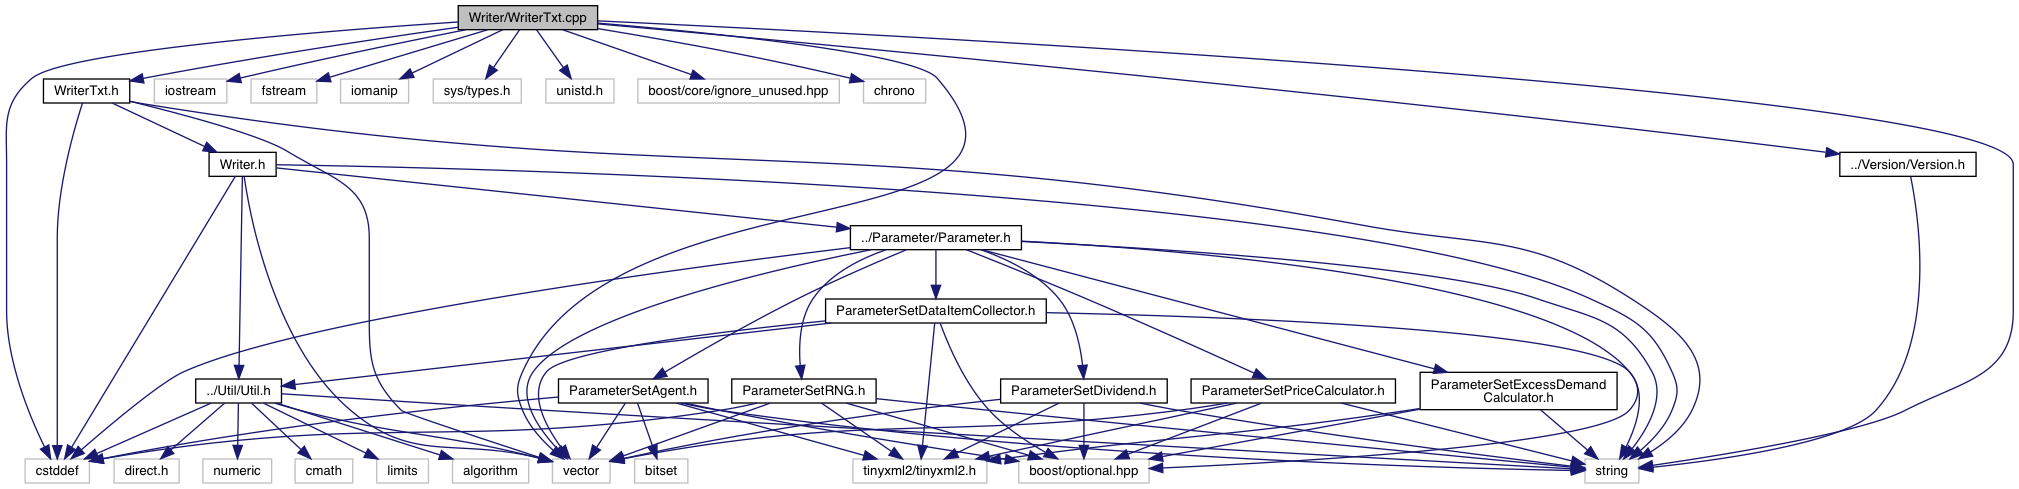 Writer/WriterTxt.cpp
WriterTxt.h
iostream
fstream
iomanip
sys/types.h
unistd.h
boost/core/ignore_unused.hpp
chrono
Writer.h
../Version/Version.h
../Parameter/Parameter.h
ParameterSetDataItemCollector.h
../Util/Util.h
ParameterSetAgent.h
ParameterSetRNG.h
ParameterSetDividend.h
ParameterSetPriceCalculator.h
ParameterSetExcessDemand
Calculator.h
cstddef
direct.h
numeric
cmath
limits
algorithm
vector
bitset
tinyxml2/tinyxml2.h
boost/optional.hpp
string